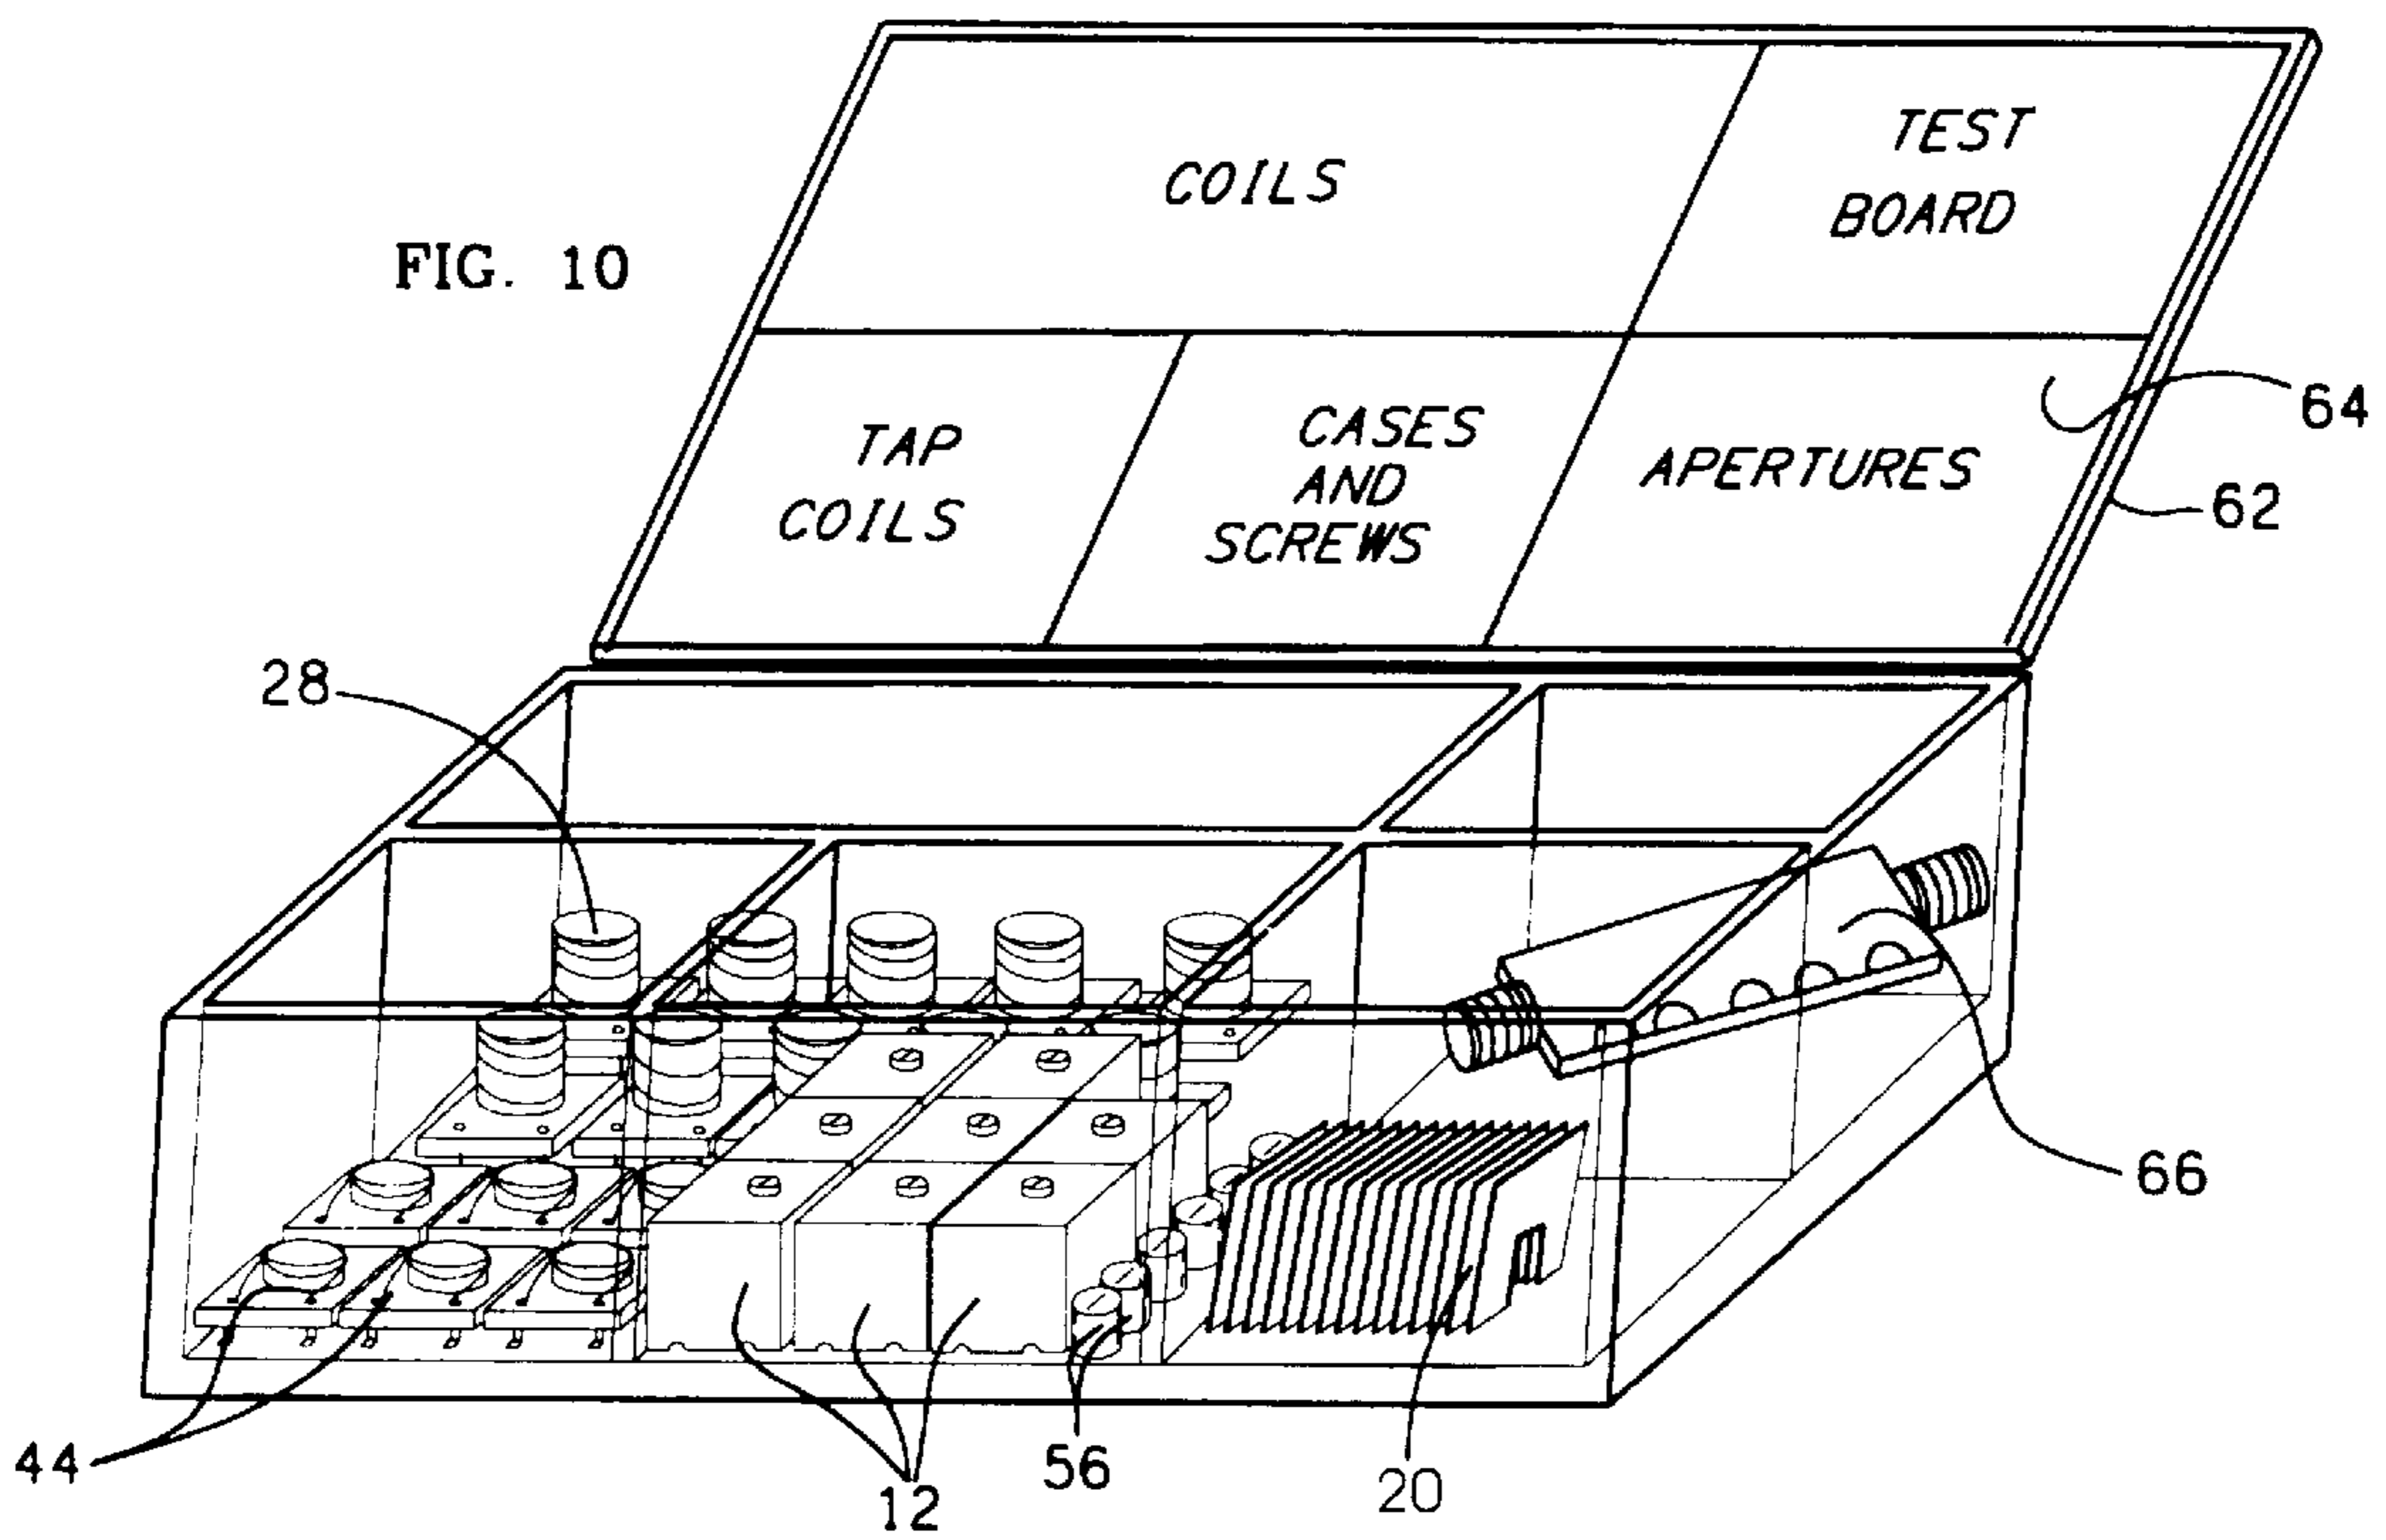 COILS
TEST
BOARD
FIG. 10
TAP
COILS
CASES
AND
SCREWS
APERTURES
64
62
28
66
44
12
56
20